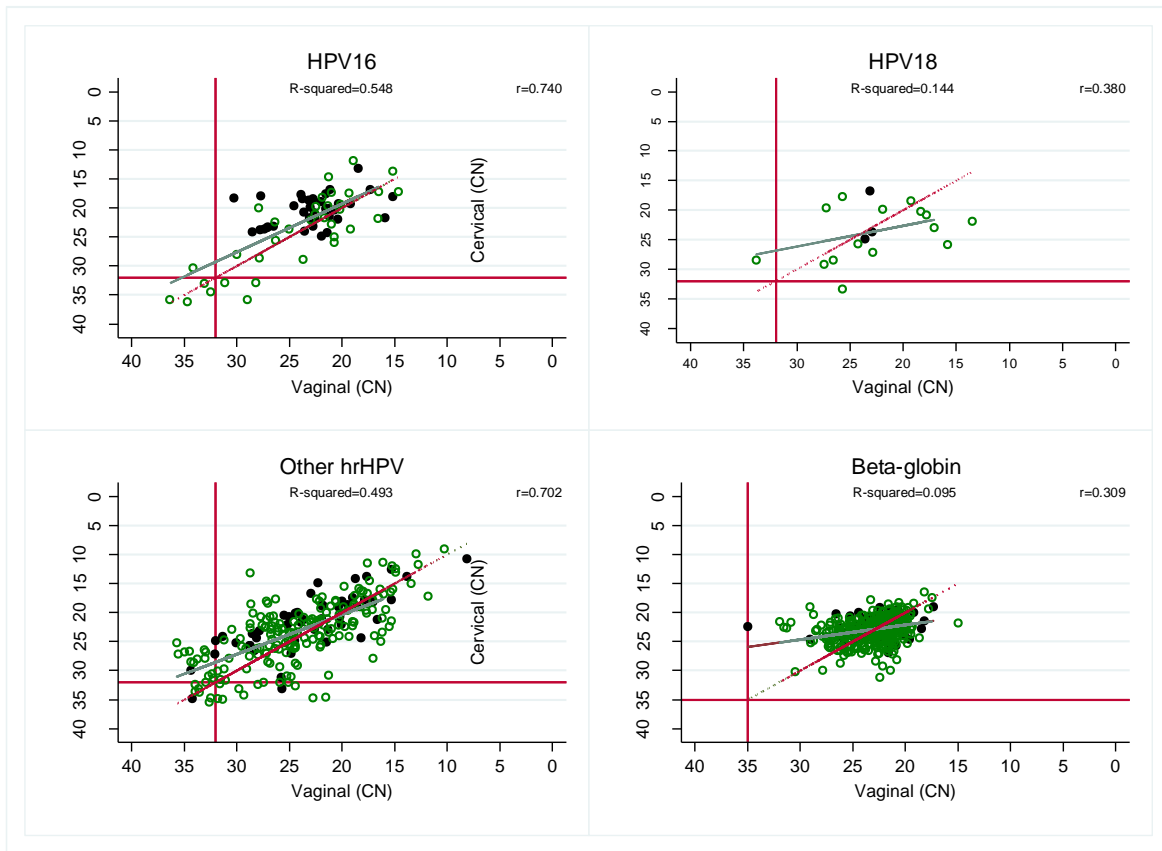 HPV16
R-squared=0.548 r=0.740
0
5
10
15
20
25
30
35
40
40 35 30 25 20 15 10 5 0
Vaginal (CN)
Cervical (CN)
HPV18
R-squared=0.144 r=0.380
0
5
10
15
20
25
30
35
40
40 35 30 25 20 15 10 5 0
Vaginal (CN)
Other hrHPV
R-squared=0.493 r=0.702
0
5
10
15
20
25
30
35
40
40 35 30 25 20 15 10 5 0
Vaginal (CN)
Cervical (CN)
Beta-globin
R-squared=0.095 r=0.309
0
5
10
15
20
25
30
35
40
40 35 30 25 20 15 10 5 0
Vaginal (CN)